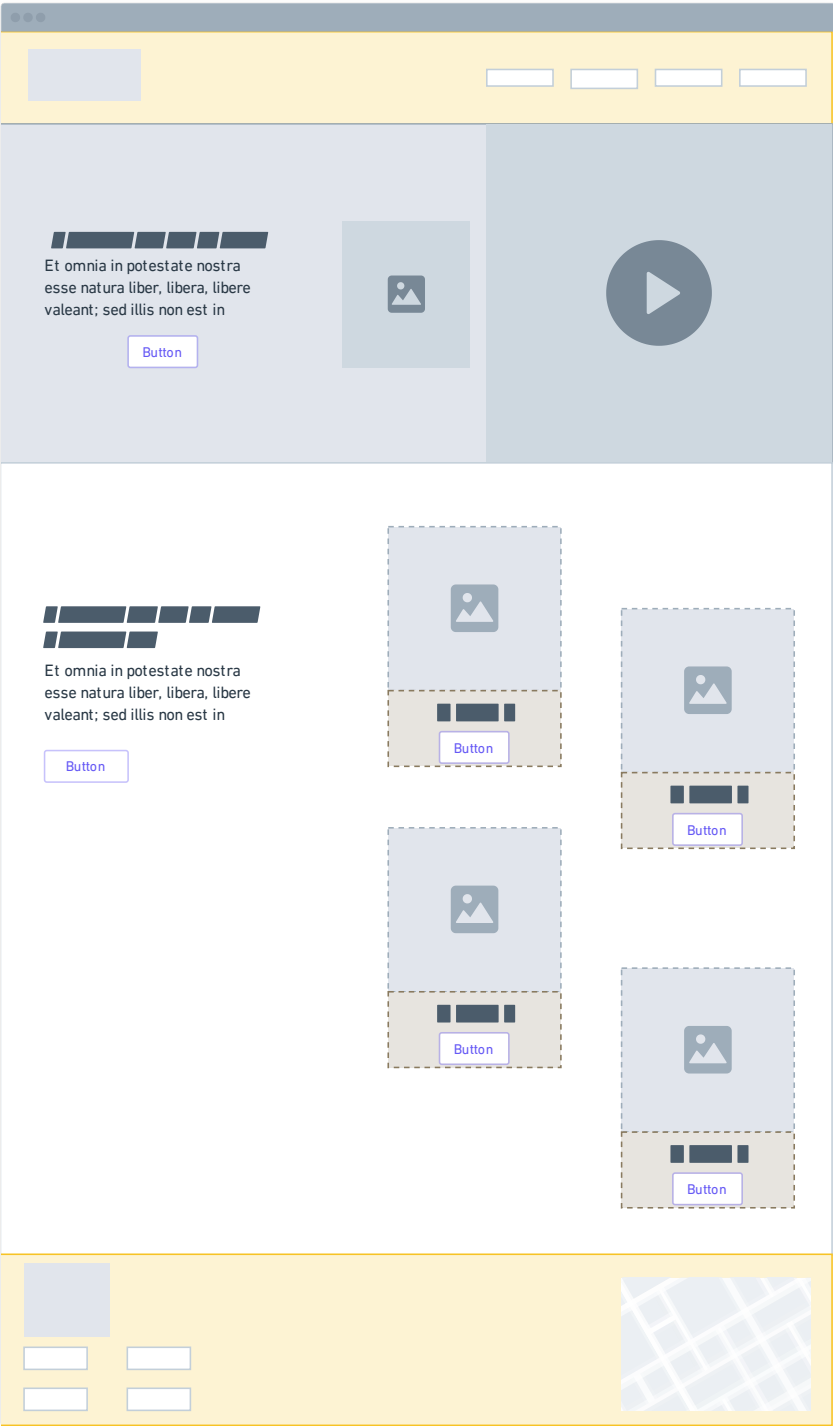 Et omnia in potestate nostra
esse natura liber, libera, libere
valeant; sed illis non est in
Button
Et omnia in potestate nostra
esse natura liber, libera, libere
valeant; sed illis non est in
Button
Button
Button
Button
Button